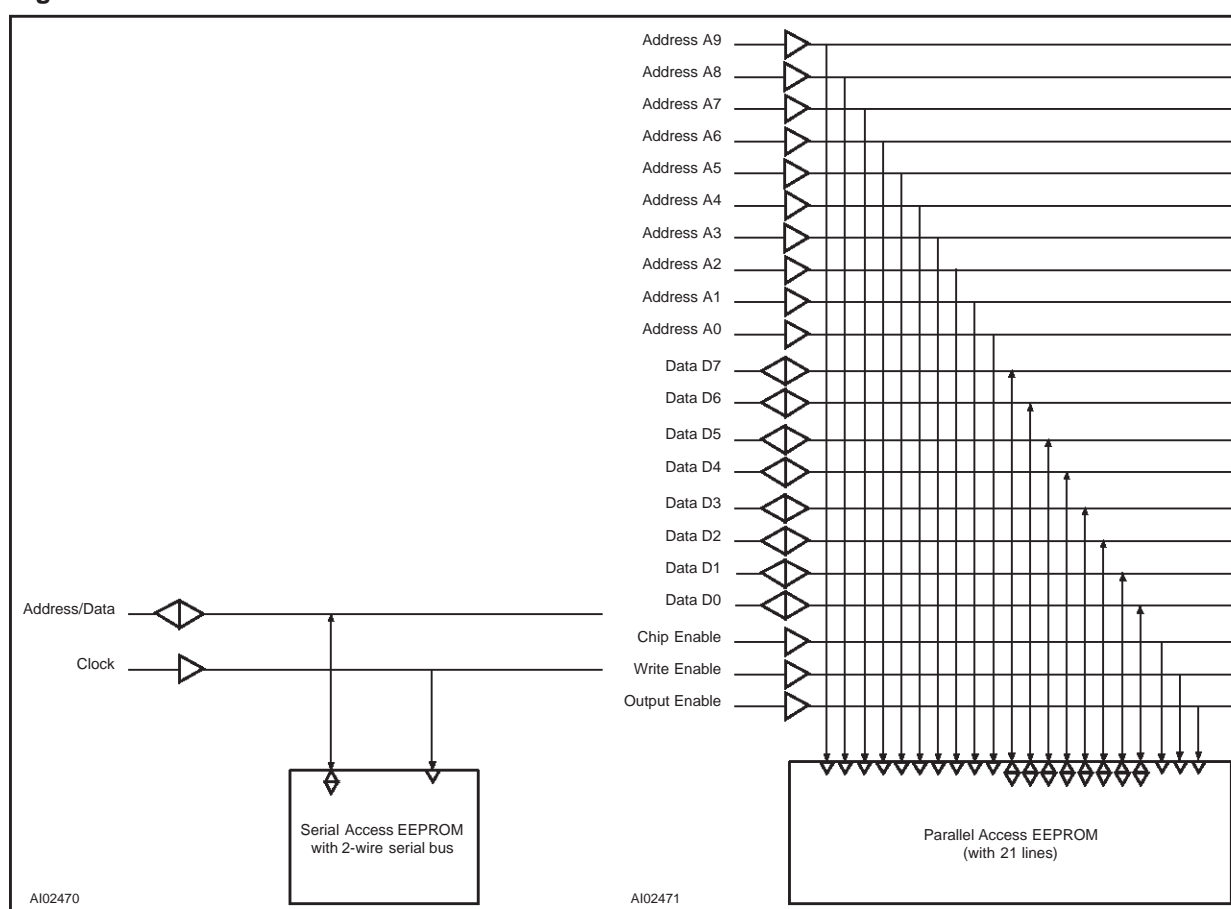 Address A9
Address A8
Address A7
Address A6
Address A5
Address A4
Address A3
Address A2
Address A1
Address A0
Data D7
Data D6
Data D5
Data D4
Data D3
Data D2
Data D1
Data D0
Chip Enable
Write Enable
Output Enable
Address/Data
Clock
Serial Access EEPROM
with 2-wire serial bus
Parallel Access EEPROM
(with 21 lines)
AI02470
AI02471